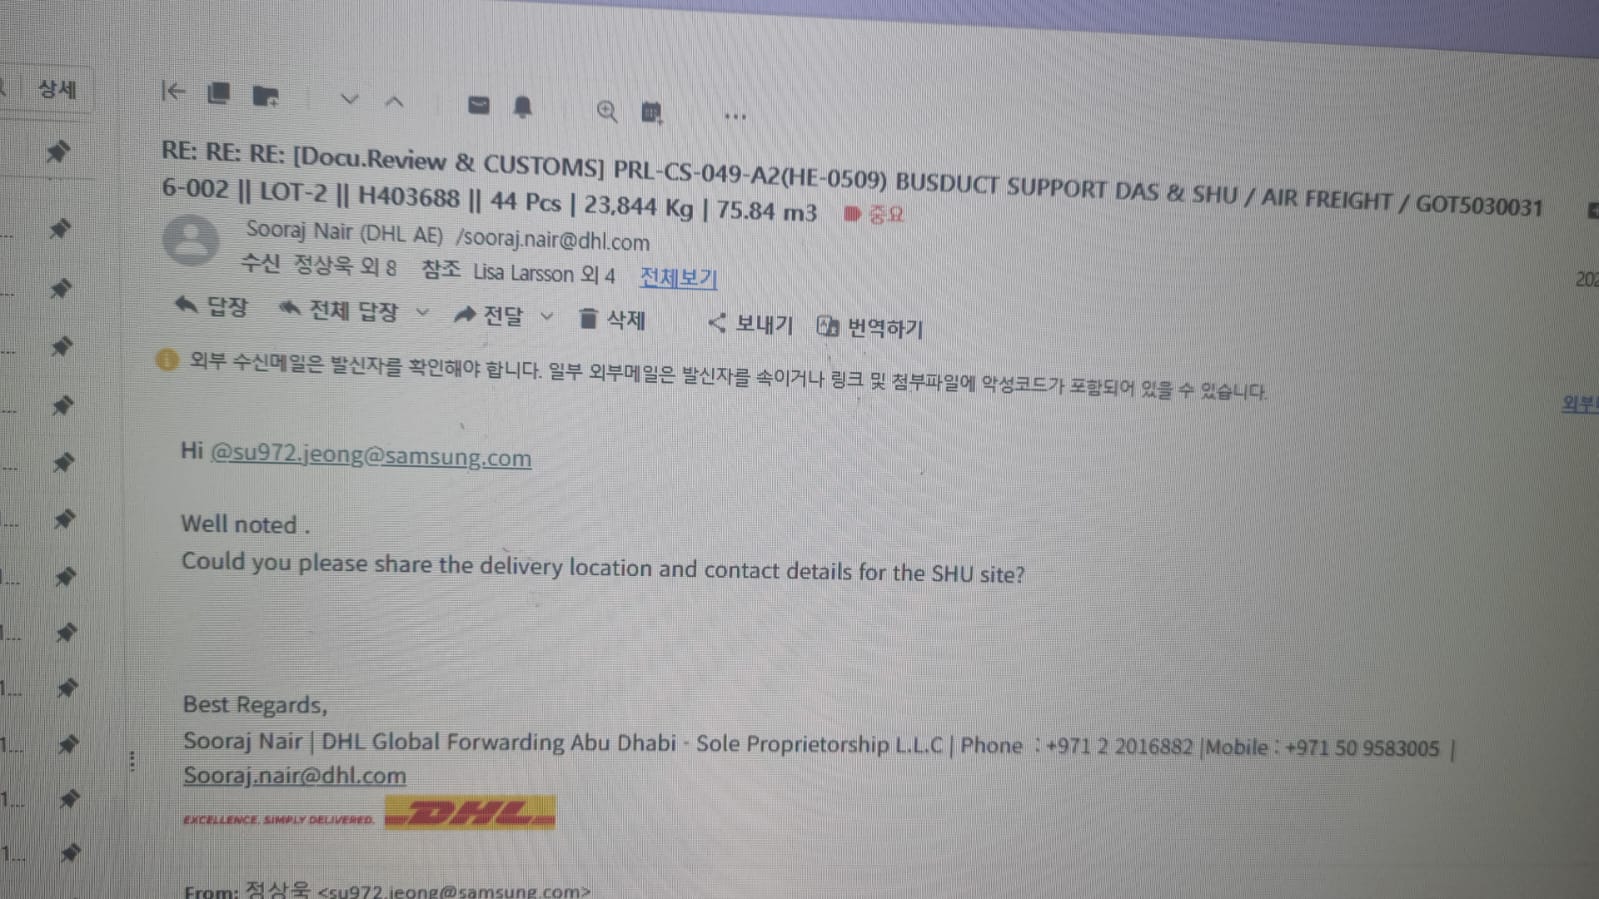 상세
RE: RE: RE: [Docu.Review & CUSTOMS] PRL-CS-049-A2(HE-0509) BUSDUCT SUPPORT DAS & SHU / AIR FREIGHT / GOT5030031
6-002 || LOT-2 || H403688 || 44 Pcs | 23,844 Kg | 75.84 m3 중요
Sooraj Nair (DHL AE) /sooraj.nair@dhl.com
수신 정상욱 외 8 참조 Lisa Larsson 외 4 전체보기
202
답장 전체 답장 전달 삭제 보내기 번역하기
외부 수신메일은 발신자를 확인해야 합니다. 일부 외부메일은 발신자를 속이거나 링크 및 첨부파일에 악성코드가 포함되어 있을 수 있습니다.
외부
Hi @su972.jeong@samsung.com
Well noted .
Could you please share the delivery location and contact details for the SHU site?
Best Regards,
Sooraj Nair | DHL Global Forwarding Abu Dhabi - Sole Proprietorship L.L.C | Phone : +971 2 2016882 |Mobile : +971 50 9583005 |
Sooraj.nair@dhl.com
EXCELLENCE. SIMPLY DELIVERED. DHL
From: 정상욱 <su972.jeong@samsung.com>